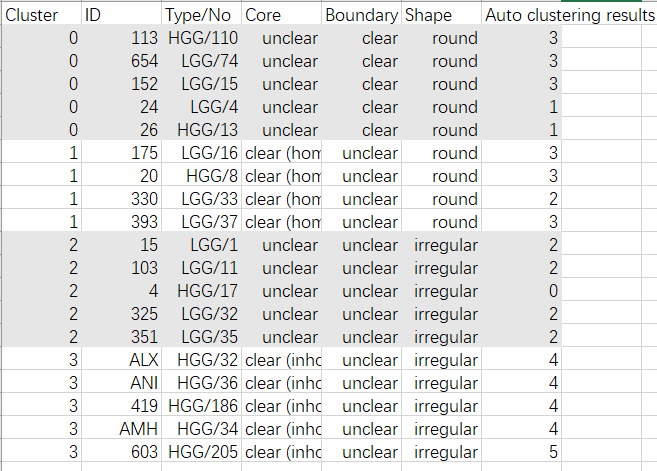 Cluster ID Type/No Core Boundary Shape Auto clustering results
0 113 HGG/110 unclear clear round 3
0 654 LGG/74 unclear clear round 3
0 152 LGG/15 unclear clear round 3
0 24 LGG/4 unclear clear round 1
0 26 HGG/13 unclear clear round 1
1 175 LGG/16 clear (hom unclear round 3
1 20 HGG/8 clear (hom unclear round 3
1 330 LGG/33 clear (hom unclear round 2
1 393 LGG/37 clear (hom unclear round 3
2 15 LGG/1 unclear unclear irregular 2
2 103 LGG/11 unclear unclear irregular 2
2 4 HGG/17 unclear unclear irregular 0
2 325 LGG/32 unclear unclear irregular 2
2 351 LGG/35 unclear unclear irregular 2
3 ALX HGG/32 clear (inho unclear irregular 4
3 ANI HGG/36 clear (inho unclear irregular 4
3 419 HGG/186 clear (inho unclear irregular 4
3 AMH HGG/34 clear (inho unclear irregular 4
3 603 HGG/205 clear (inho unclear irregular 5